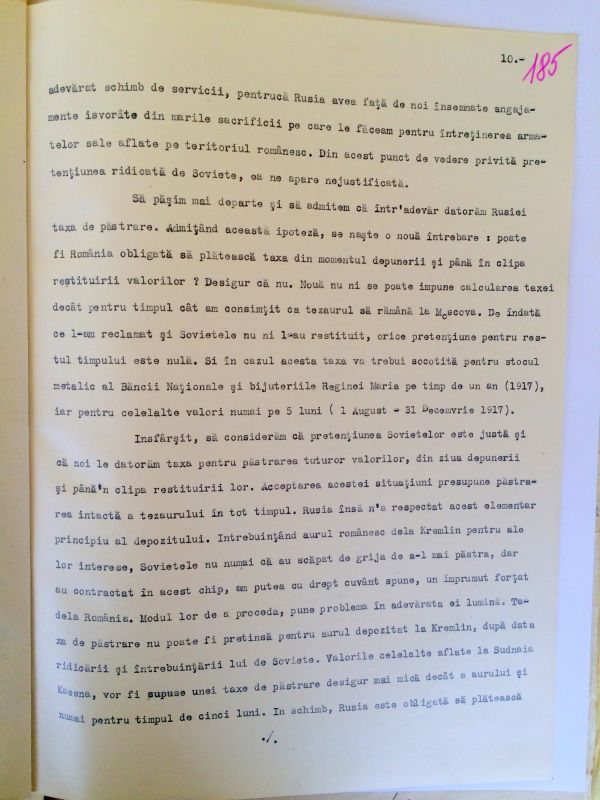 10.-
185
adevărat schimb de servicii, pentrucă Rusia avea faţă de noi însemnate angaja-
mente isvorîte din marile sacrificii pe care le făceam pentru întreţinerea arma-
telor sale aflate pe teritoriul românesc. Din acest punct de vedere privită pre-
tenţiunea ridicată de Soviete, ea ne apare nejustificată.
Să păşim mai departe şi să admitem că într'adevăr datorăm Rusiei
taxa de păstrare. Admiţând această ipoteză, se naşte o nouă întrebare : poate
fi România obligată să plătească taxa din momentul depunerii şi până în clipa
restituirii valorilor ? Desigur că nu. Nouă nu ni se poate impune calcularea taxei
decât pentru timpul cât am consimţit ca tezaurul să rămână la Moscova. De îndată
ce l-am reclamat şi Sovietele nu ni l-au restituit, orice pretenţiune pentru res-
tul timpului este nulă. Si în cazul acesta taxa va trebui socotită pentru stocul
metalic al Băncii Naţionale şi bijuteriile Reginei Maria pe timp de un an (1917),
iar pentru celelalte valori numai pe 5 luni ( 1 August - 31 Decemvrie 1917).
Insfârşit, să considerăm că pretenţiunea Sovietelor este justă şi
că noi le datorăm taxa pentru păstrarea tuturor valorilor, din ziua depunerii
şi până'n clipa restituirii lor. Acceptarea acestei situaţiuni presupune păstra-
rea intactă a tezaurului în tot timpul. Rusia însă n'a respectat acest elementar
principiu al depozitului. Intrebuinţând aurul românesc dela Kremlin pentru ale
lor interese, Sovietele nu numai că au scăpat de grija de a-l mai păstra, dar
au contractat în acest chip, am putea cu drept cuvânt spune, un împrumut forţat
dela România. Modul lor de a proceda, pune problema în adevărata ei lumină. Ta-
xa de păstrare nu poate fi pretinsă pentru aurul depozitat la Kremlin, după data
ridicării şi întrebuinţării lui de Soviete. Valorile celelalte aflate la Sudnaia
Kassna, vor fi supuse unei taxe de păstrare desigur mai mică decât a aurului şi
numai pentru timpul de cinci luni. In schimb, Rusia este obligată să plătească
./.